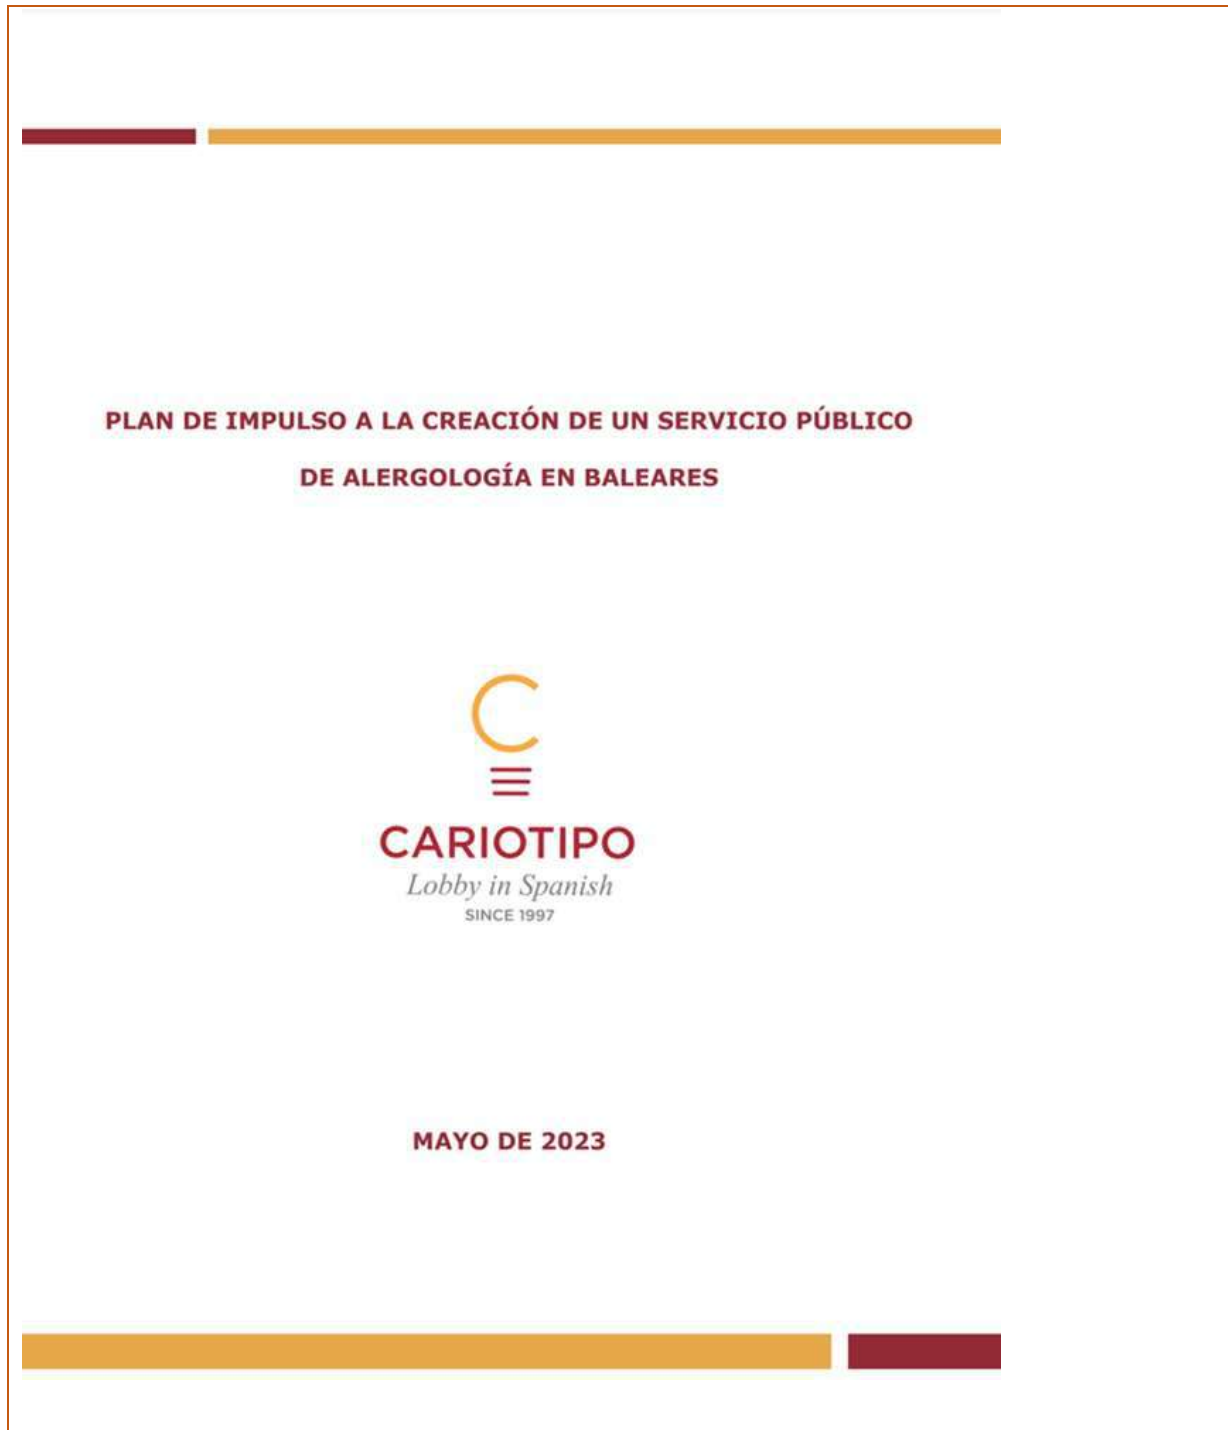 PLAN DE IMPULSO A LA CREACIÓN DE UN SERVICIO PÚBLICO
DE ALERGOLOGÍA EN BALEARES
CARIOTIPO
Lobby in Spanish
SINCE 1997
MAYO DE 2023